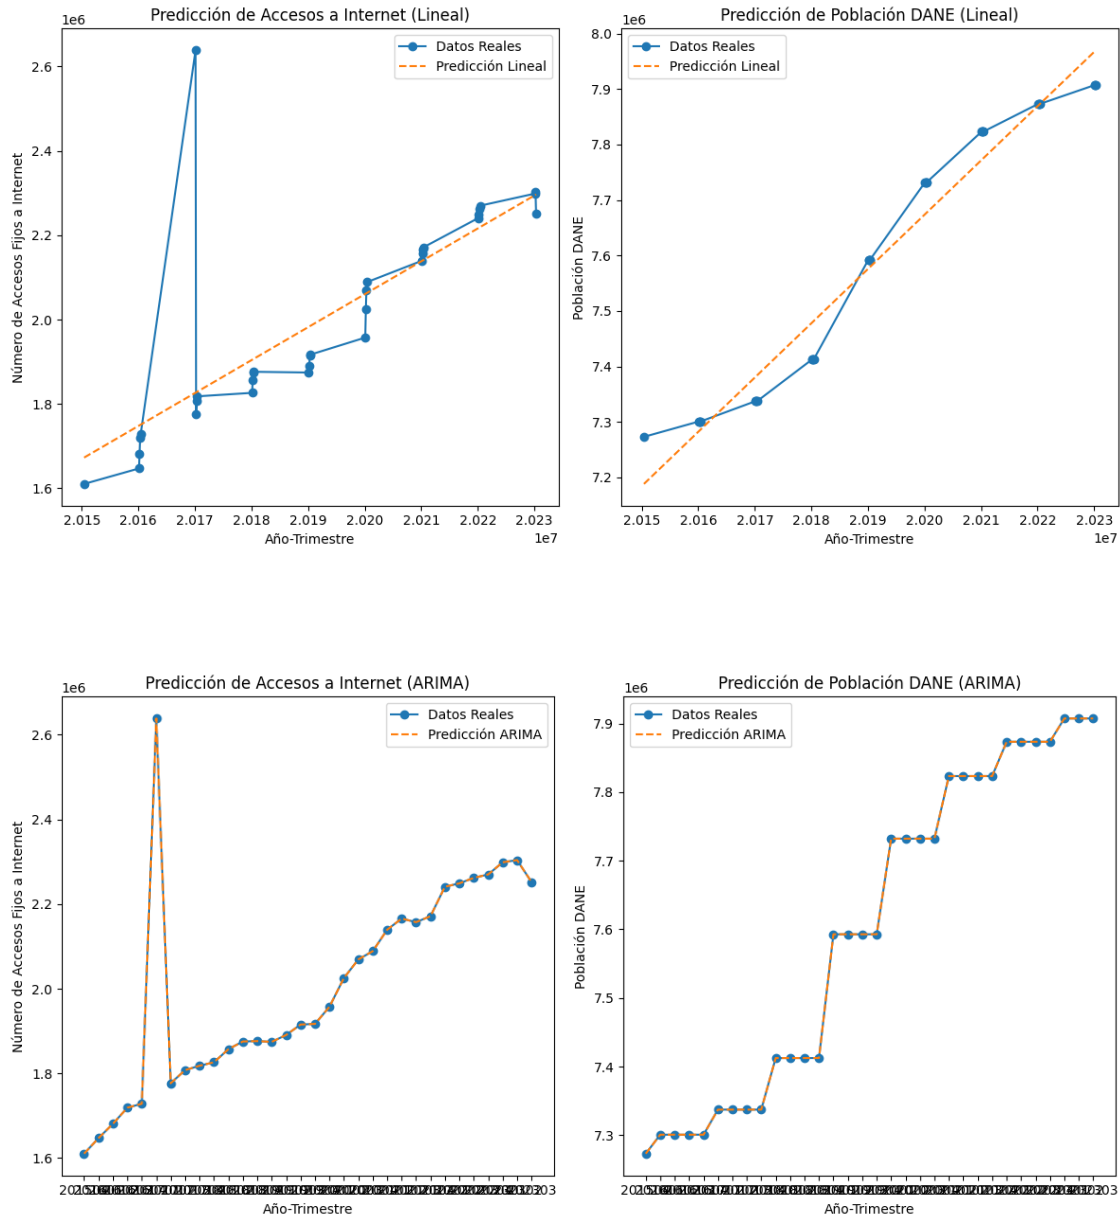 Predicción de Accesos a Internet (Lineal)
1e6
Datos Reales
Predicción Lineal
Número de Accesos Fijos a Internet
2.6
2.4
2.2
2.0
1.8
1.6
2.015 2.016 2.017 2.018 2.019 2.020 2.021 2.022 2.023
1e7
Año-Trimestre
Predicción de Población DANE (Lineal)
1e6
Datos Reales
Predicción Lineal
Población DANE
8.0
7.9
7.8
7.7
7.6
7.5
7.4
7.3
7.2
2.015 2.016 2.017 2.018 2.019 2.020 2.021 2.022 2.023
1e7
Año-Trimestre
Predicción de Accesos a Internet (ARIMA)
1e6
Datos Reales
Predicción ARIMA
Número de Accesos Fijos a Internet
2.6
2.4
2.2
2.0
1.8
1.6
Año-Trimestre
Predicción de Población DANE (ARIMA)
1e6
Datos Reales
Predicción ARIMA
Población DANE
7.9
7.8
7.7
7.6
7.5
7.4
7.3
Año-Trimestre